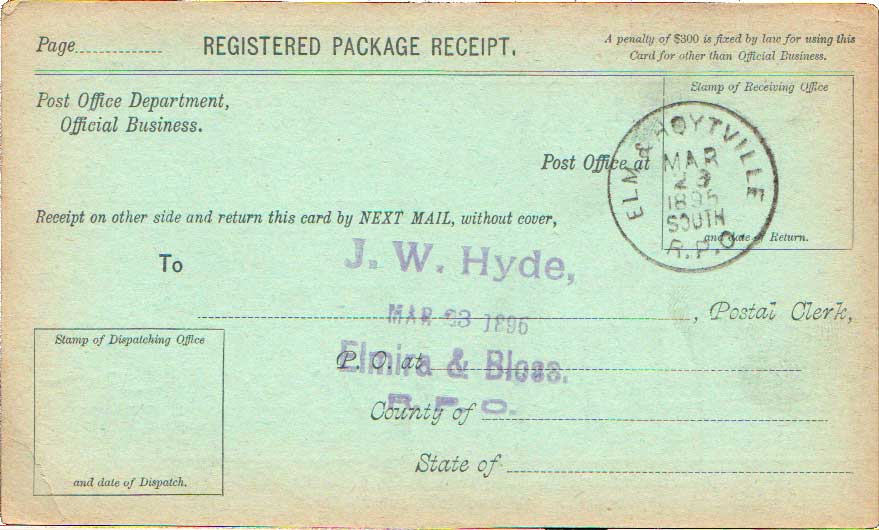 Page
REGISTERED PACKAGE RECEIPT.
A penalty of $300 is fixed by law for using this
Card for other than Official Business.
Post Office Department,
Official Business.
Stamp of Receiving Office
Post Office at
ELM & HOYTVILLE
MAR
23
1895
SOUTH
R.P.O.
and date of Return.
Receipt on other side and return this card by NEXT MAIL, without cover,
To
J. W. Hyde,
MAR 23 1895
, Postal Clerk,
Stamp of Dispatching Office
P. O. at
Elmira & Bloss.
R. P. O.
County of
State of
and date of Dispatch.